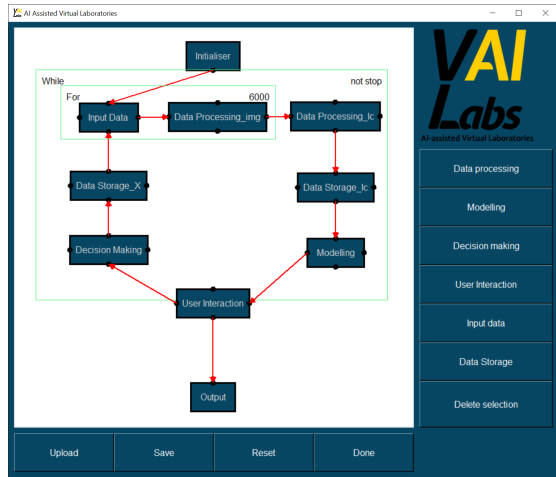 AI Assisted Virtual Laboratories
Initialiser
While
not stop
For
6000
Input Data
Data Processing_img
Data Processing_lc
Data Storage_X
Data Storage_lc
Decision Making
Modelling
User Interaction
Output
VAI
Labs
AI-assisted Virtual Laboratories
Data processing
Modelling
Decision making
User Interaction
Input data
Data Storage
Delete selection
Upload
Save
Reset
Done